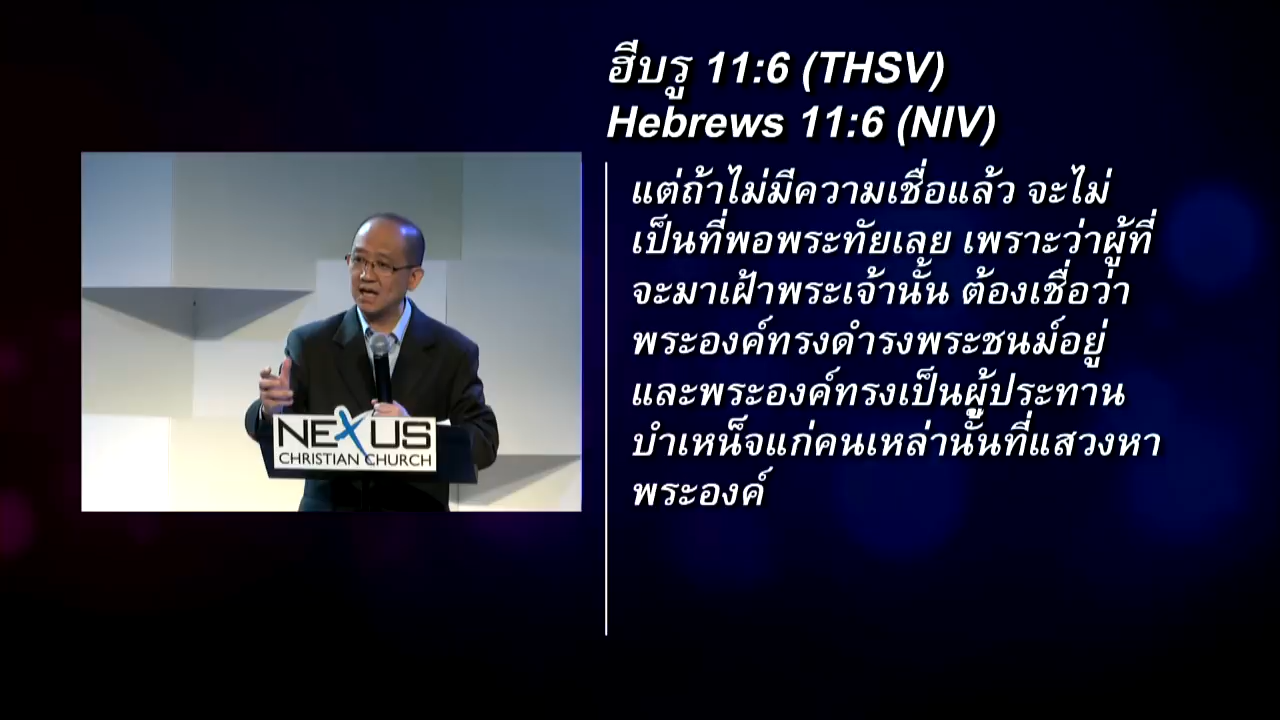 ฮีบรู 11:6 (THSV)
Hebrews 11:6 (NIV)
แต่ถ้าไม่มีความเชื่อแล้ว จะไม่
เป็นที่พอพระทัยเลย เพราะว่าผู้ที่
จะมาเฝ้าพระเจ้านั้น ต้องเชื่อว่า
พระองค์ทรงดำรงพระชนม์อยู่
และพระองค์ทรงเป็นผู้ประทาน
บำเหน็จแก่คนเหล่านั้นที่แสวงหา
พระองค์
NEXUS
CHRISTIAN CHURCH